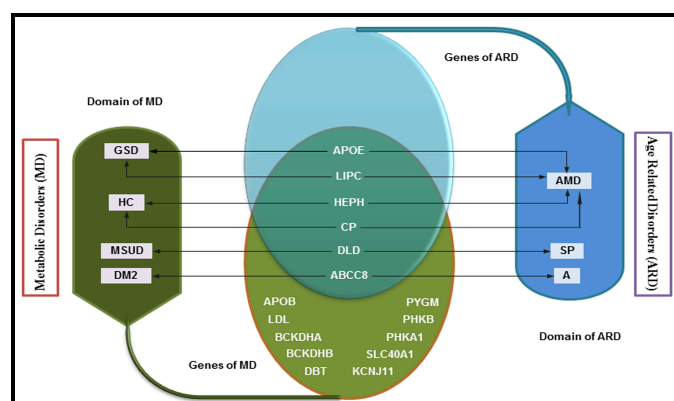 Genes of ARD
Domain of MD
Metabolic Disorders (MD)
GSD
HC
MSUD
DM2
APOE
LIPC
HEPH
CP
DLD
ABCC8
AMD
SP
A
Age Related Disorders (ARD)
APOB
PYGM
LDL
PHKB
BCKDHA
PHKA1
BCKDHB
SLC40A1
DBT
KCNJ11
Domain of ARD
Genes of MD